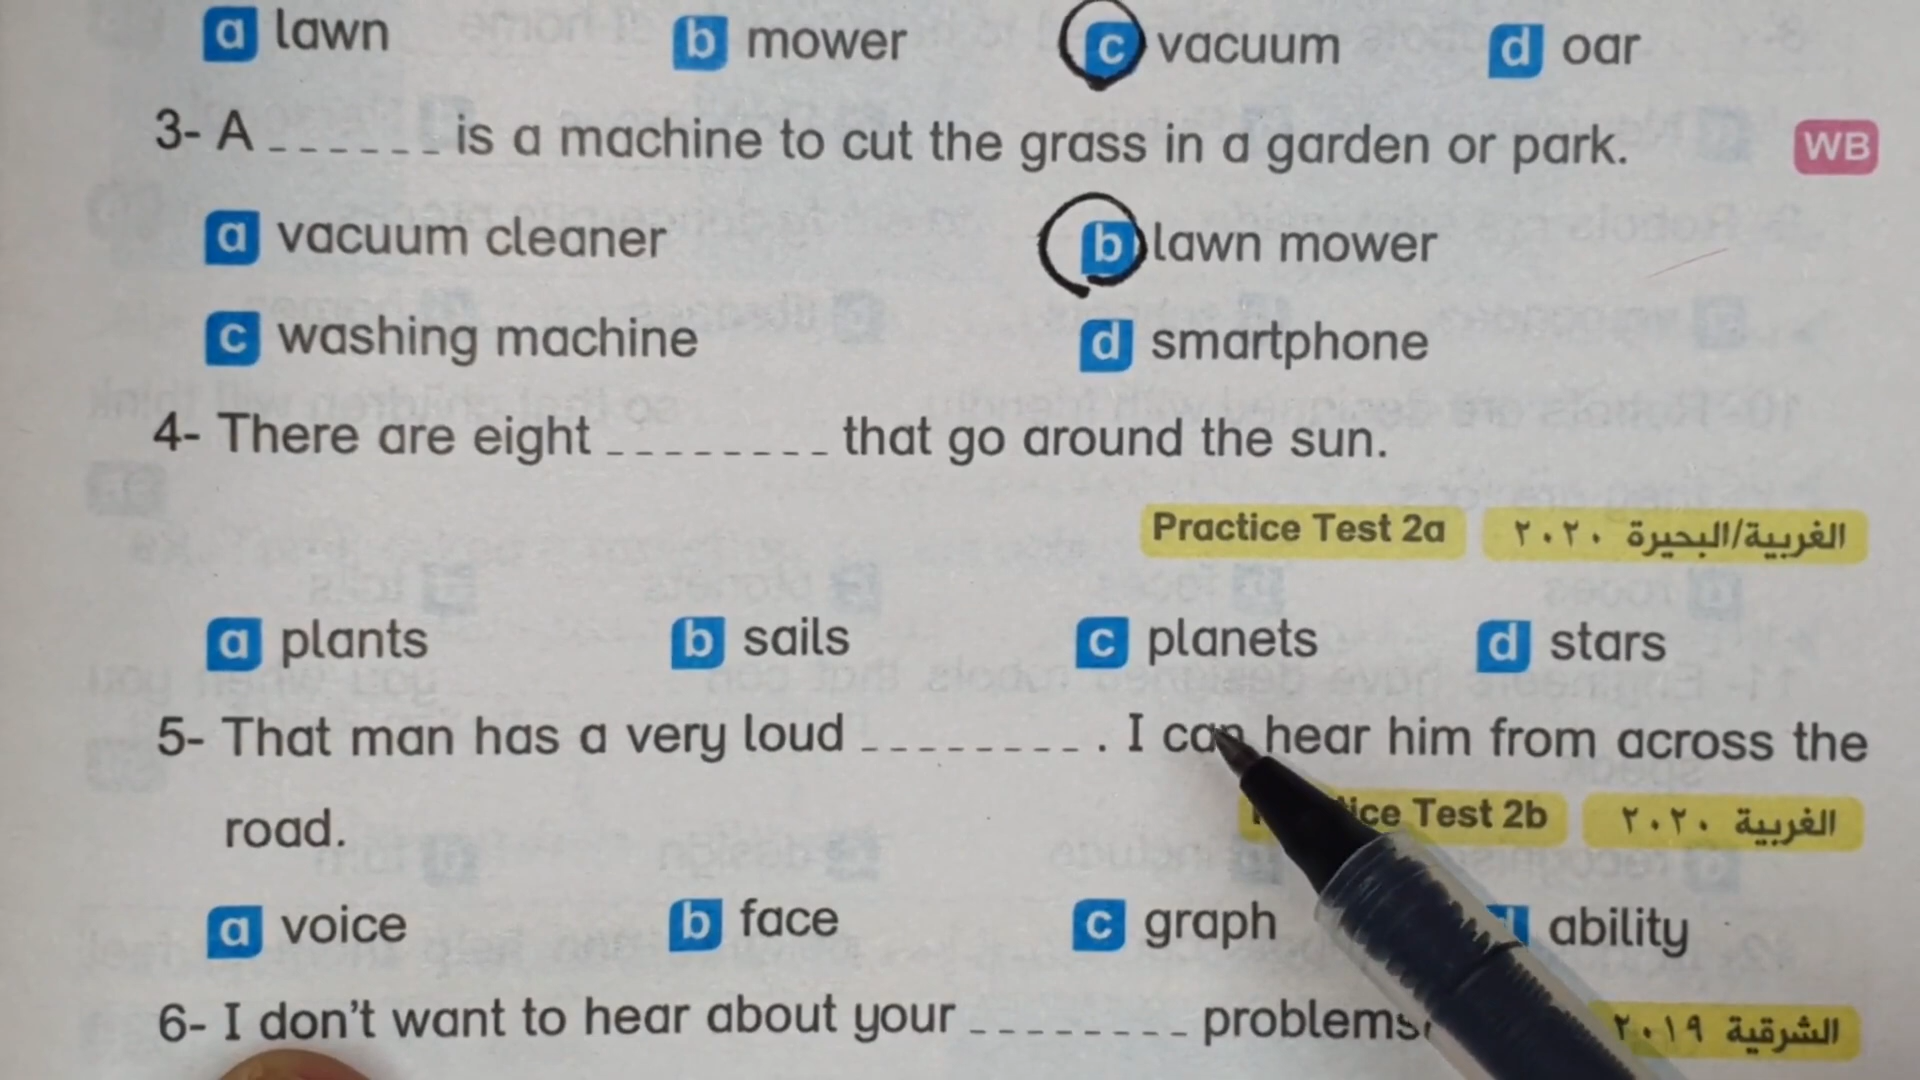 a lawn b mower c vacuum d oar
3- A ______ is a machine to cut the grass in a garden or park. WB
a vacuum cleaner b lawn mower
c washing machine d smartphone
4- There are eight ________ that go around the sun.
Practice Test 2a الغربية/البحيرة ٢٠٢٠
a plants b sails c planets d stars
5- That man has a very loud ________. I can hear him from across the
road. Test 2b الغربية ٢٠٢٠
a voice b face c graph d ability
6- I don't want to hear about your ________ problems. الشرقية ٢٠١٩